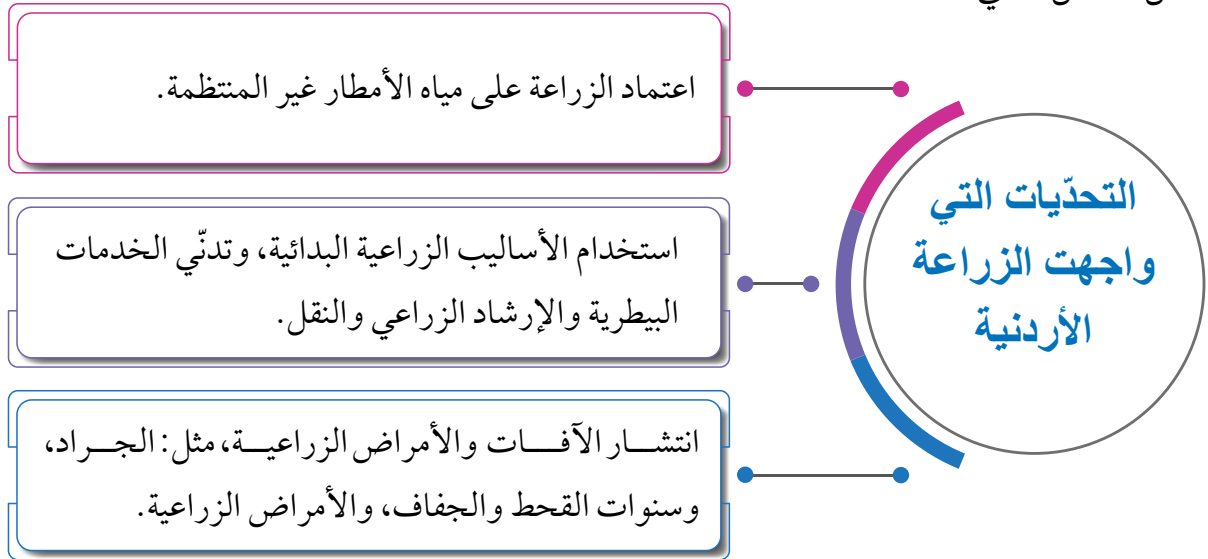 التحدّيات التي
واجهت الزراعة
الأردنية
اعتماد الزراعة على مياه الأمطار غير المنتظمة.
استخدام الأساليب الزراعية البدائية، وتدنّي الخدمات
البيطرية والإرشاد الزراعي والنقل.
انتشار الآفات والأمراض الزراعية، مثل: الجراد،
وسنوات القحط والجفاف، والأمراض الزراعية.